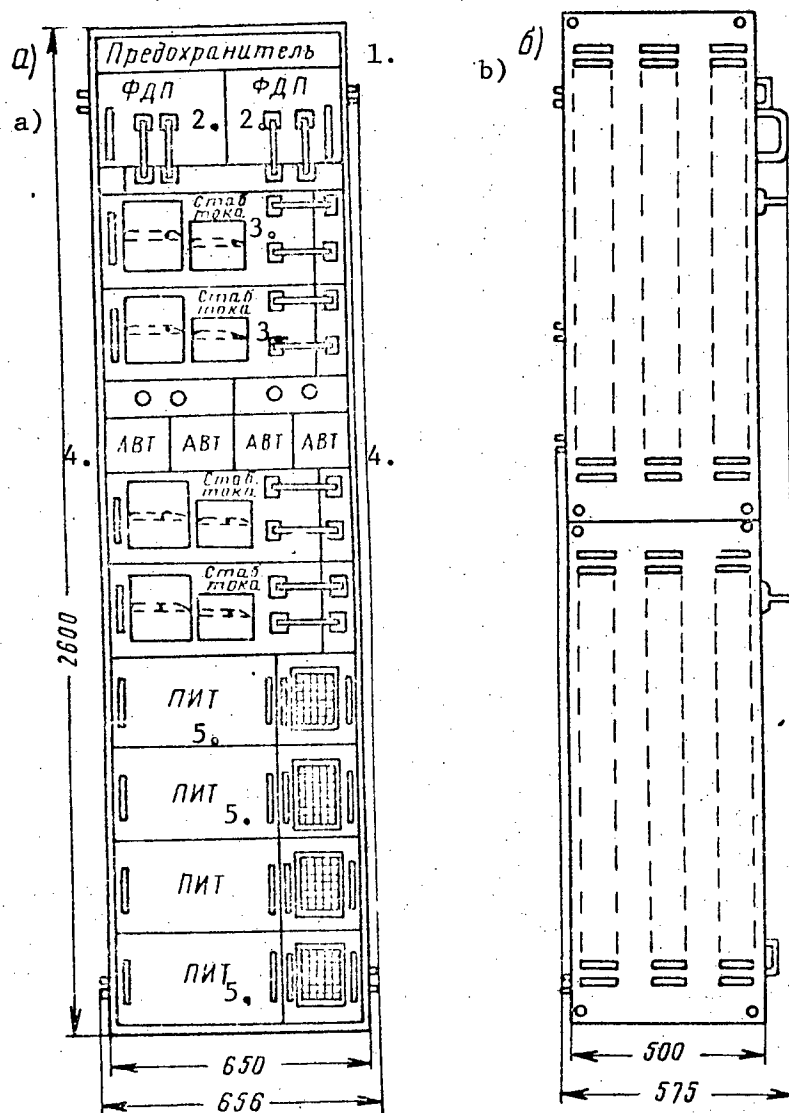 а) Предохранитель 1. б)
b)
ФДП ФДП
a) 2. 2.
Стаб.
тока
3.
Стаб.
тока
3.
АВТ АВТ АВТ АВТ
4. 4.
Стаб.
тока
Стаб.
тока
2600
ПИТ
5.
ПИТ
5.
ПИТ
ПИТ
5.
650 500
656 575